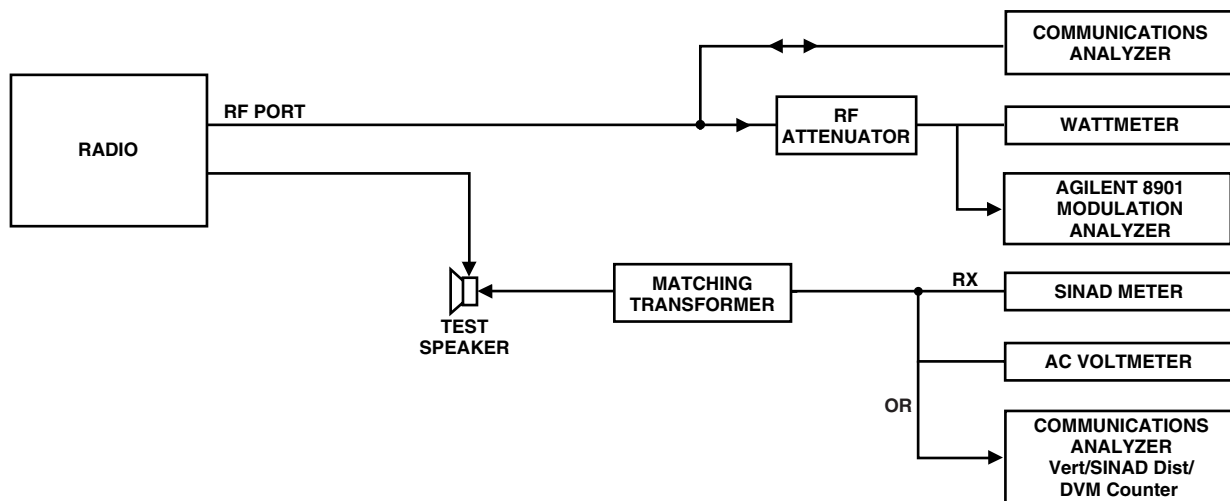 COMMUNICATIONS
ANALYZER
RF PORT
RF
ATTENUATOR
WATTMETER
RADIO
AGILENT 8901
MODULATION
ANALYZER
MATCHING
TRANSFORMER
RX
SINAD METER
TEST
SPEAKER
AC VOLTMETER
OR
COMMUNICATIONS
ANALYZER
Vert/SINAD Dist/
DVM Counter